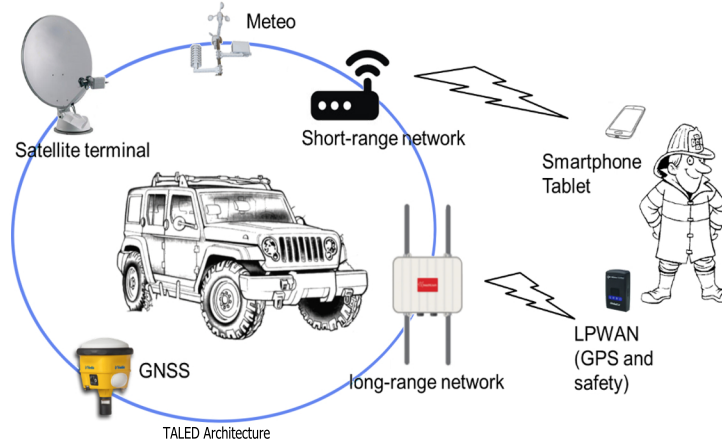 Meteo
Satellite terminal
Short-range network
Smartphone
Tablet
GNSS
long-range network
LPWAN
(GPS and
safety)
TALED Architecture